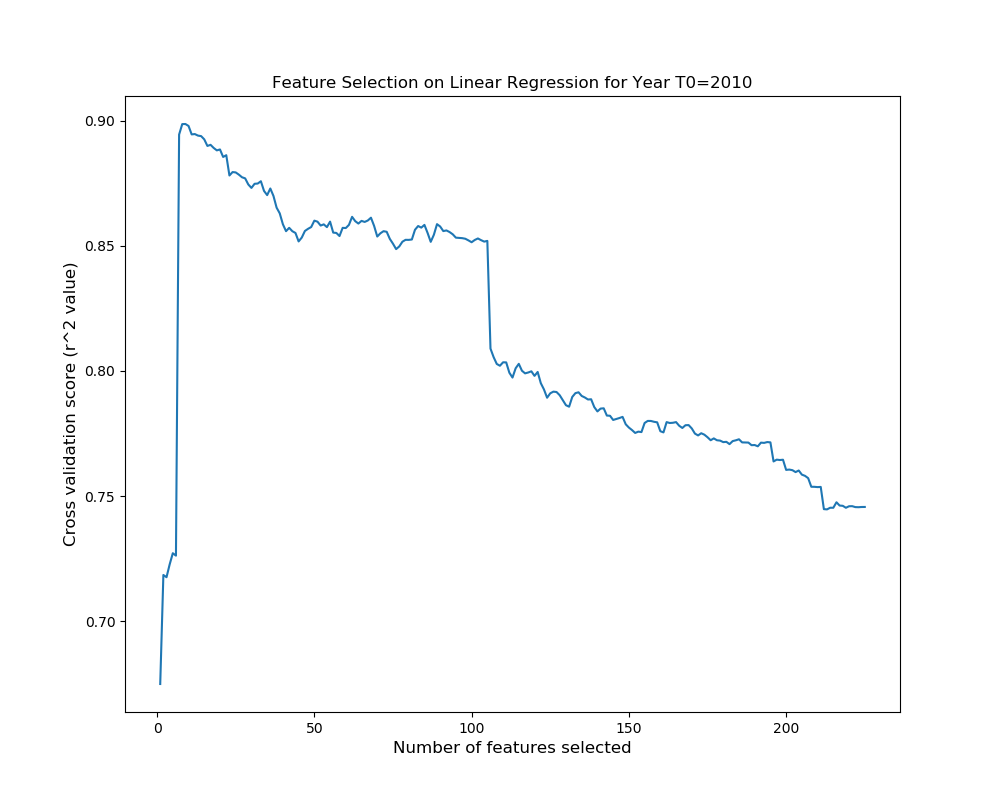 Feature Selection on Linear Regression for Year T0=2010
0.90
0.85
0.80
0.75
0.70
Cross validation score (r^2 value)
0 50 100 150 200
Number of features selected